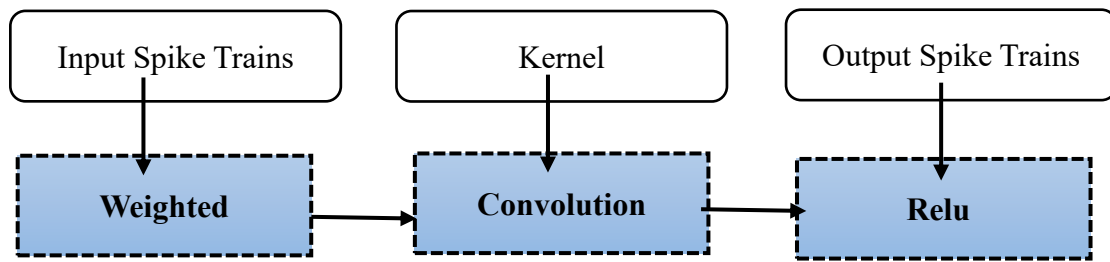 Input Spike Trains
Kernel
Output Spike Trains
Weighted
Convolution
Relu